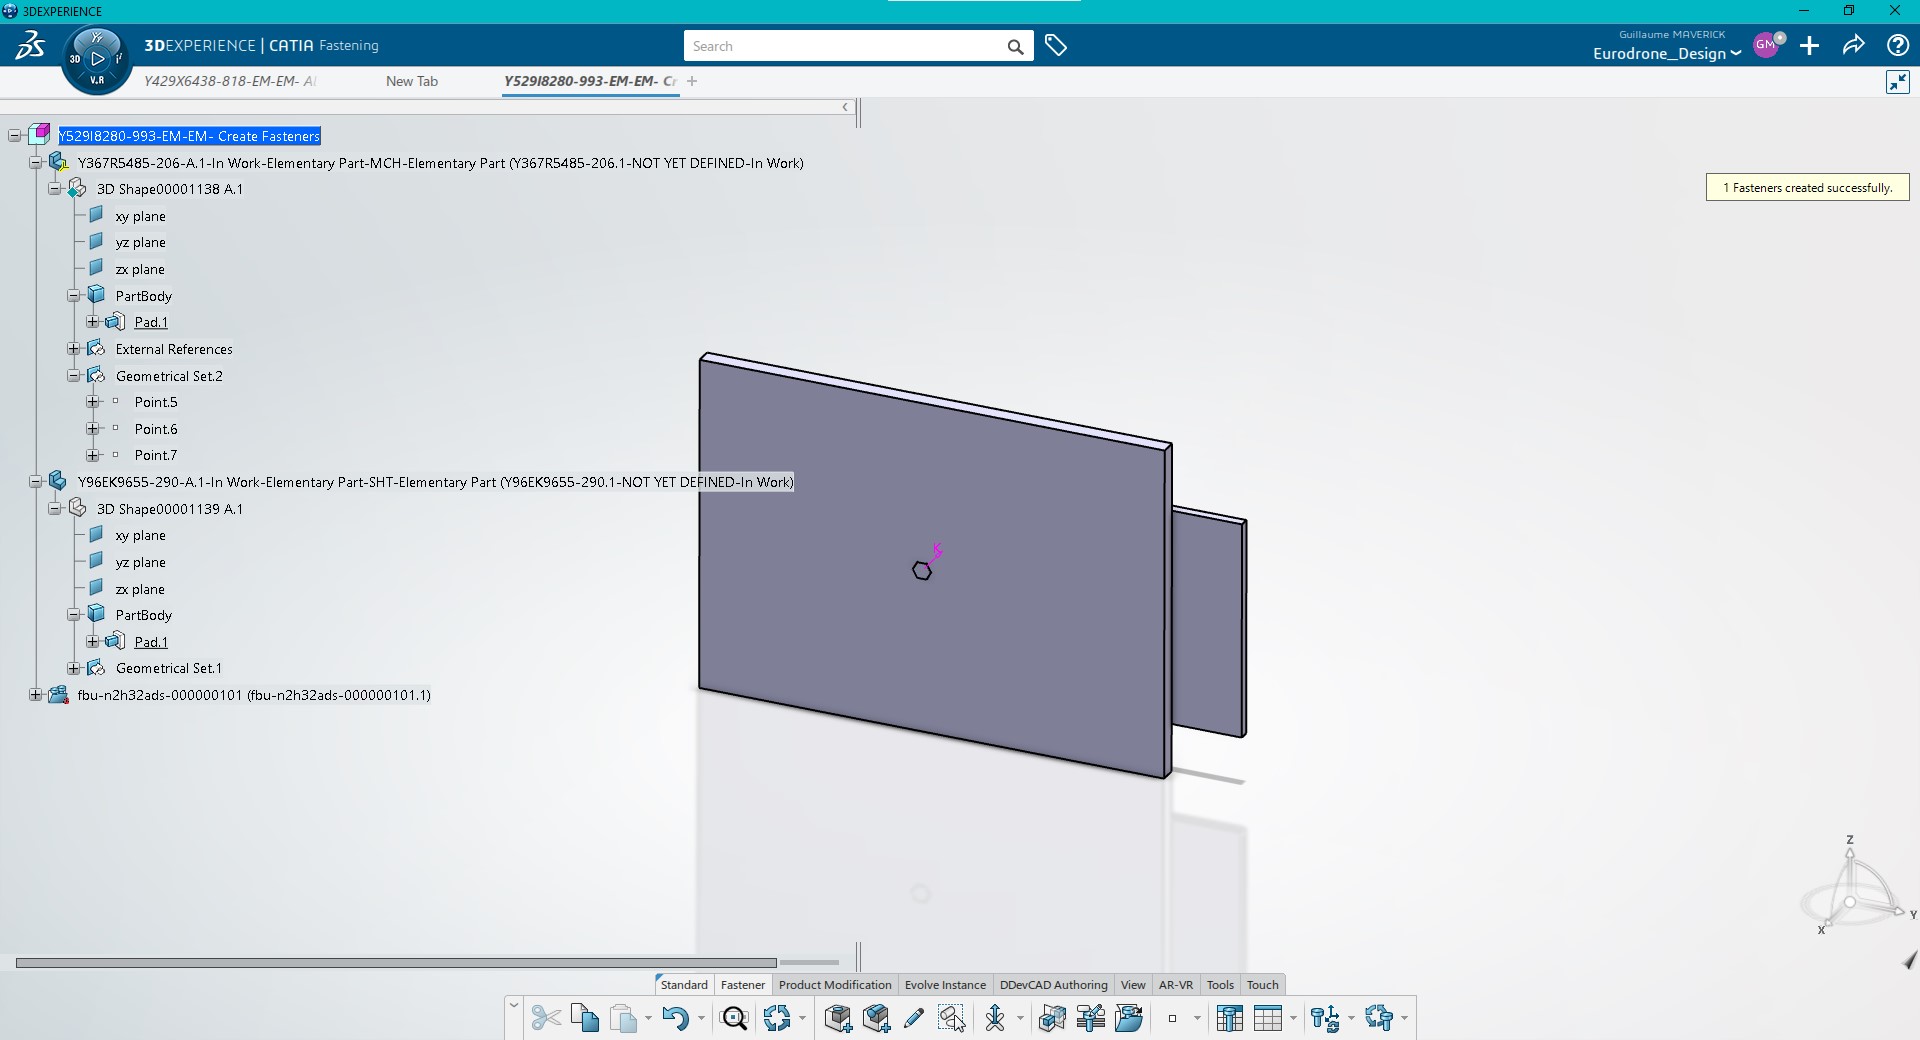 3DEXPERIENCE
3DEXPERIENCE | CATIA Fastening
3D
V.R
Search
Guillaume MAVERICK
Eurodrone_Design
GM
Y429X6438-818-EM-EM- Al
New Tab
Y529I8280-993-EM-EM- Cr
Y529I8280-993-EM-EM- Create Fasteners
Y367R5485-206-A.1-In Work-Elementary Part-MCH-Elementary Part (Y367R5485-206.1-NOT YET DEFINED-In Work)
3D Shape00001138 A.1
xy plane
yz plane
zx plane
PartBody
Pad.1
External References
Geometrical Set.2
Point.5
Point.6
Point.7
Y96EK9655-290-A.1-In Work-Elementary Part-SHT-Elementary Part (Y96EK9655-290.1-NOT YET DEFINED-In Work)
3D Shape00001139 A.1
xy plane
yz plane
zx plane
PartBody
Pad.1
Geometrical Set.1
fbu-n2h32ads-000000101 (fbu-n2h32ads-000000101.1)
1 Fasteners created successfully.
Z
Y
X
Standard
Fastener
Product Modification
Evolve Instance
DDevCAD Authoring
View
AR-VR
Tools
Touch